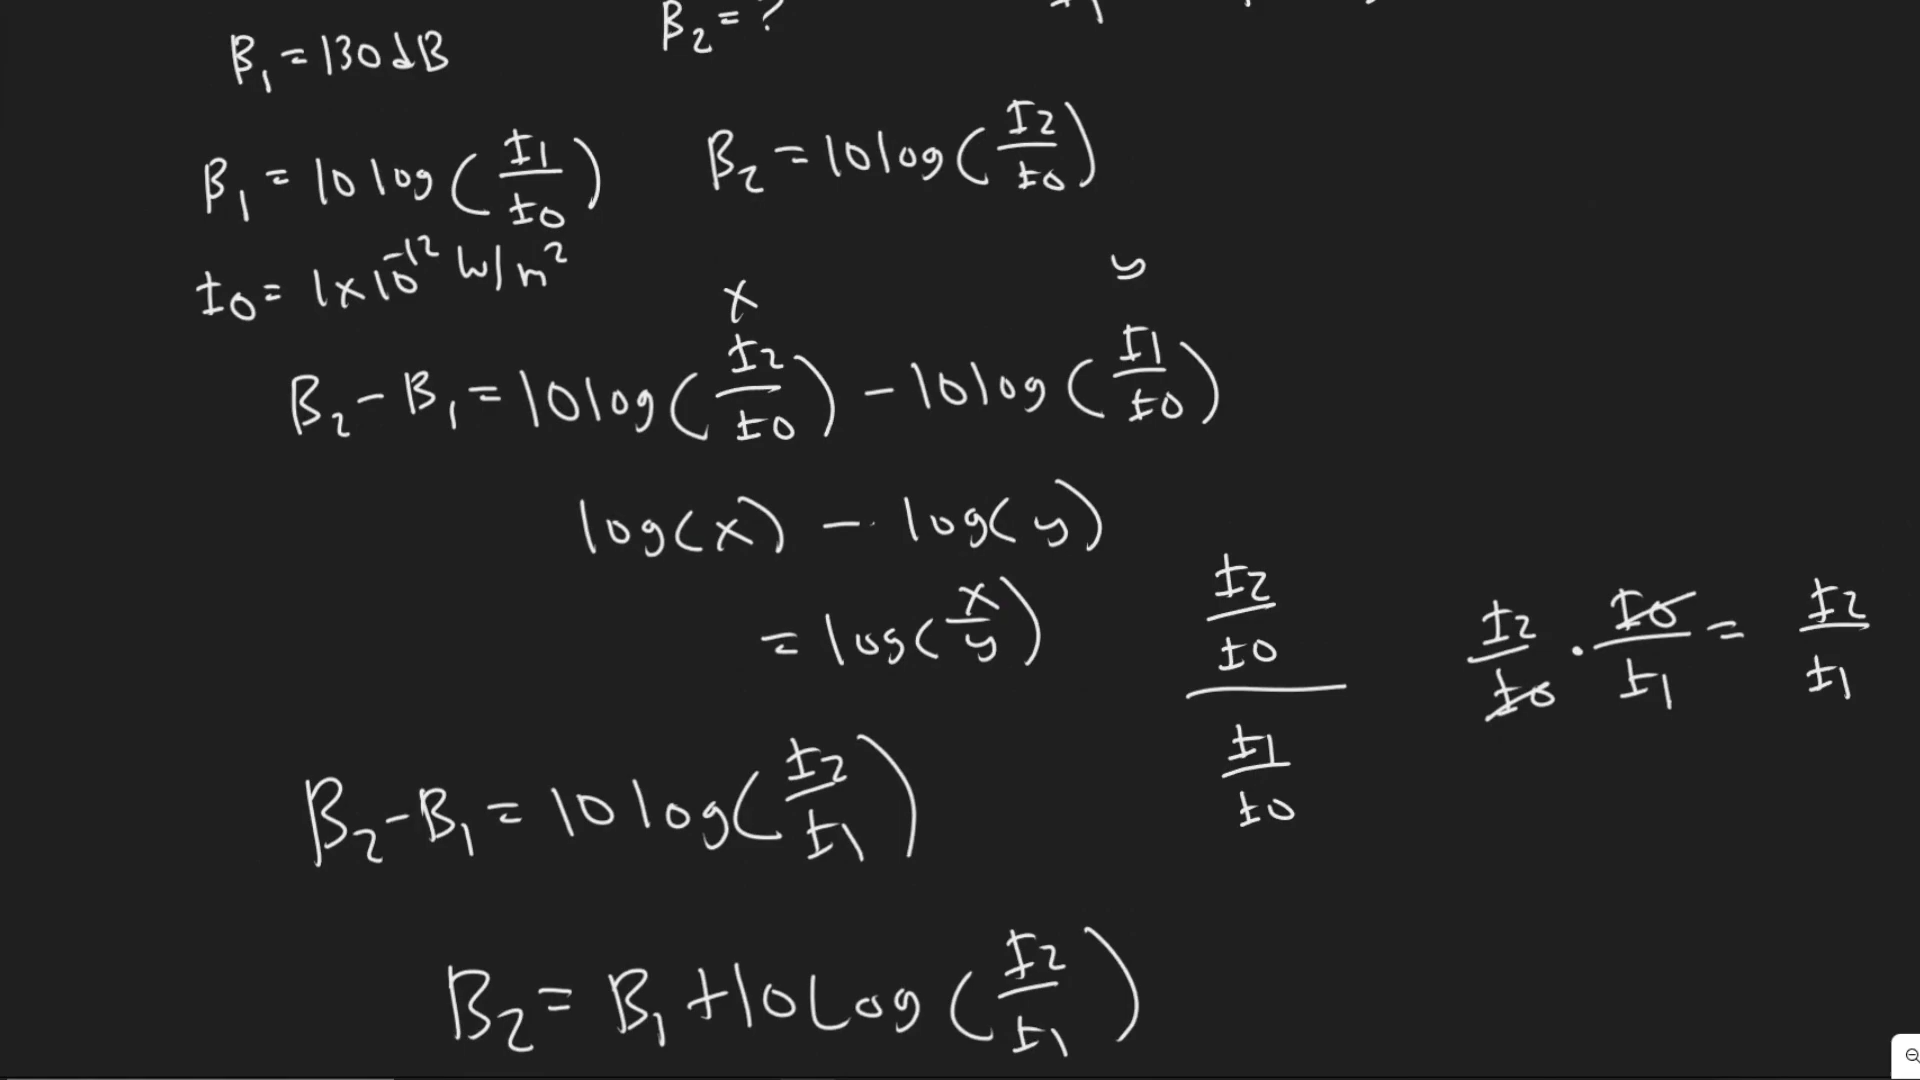 β₂ = ?
β₁ = 130 dB
β₁ = 10 log(I1/I0)
β₂ = 10 log(I2/I0)
I0 = 1x10⁻¹² W/m²
x
y
β₂ - β₁ = 10 log(I2/I0) - 10 log(I1/I0)
log(x) - log(y)
= log(x/y)
I2/I0
I1/I0
I2/I0 · I0/I1 = I2/I1
β₂ - β₁ = 10 log(I2/I1)
β₂ = β₁ + 10 Log(I2/I1)